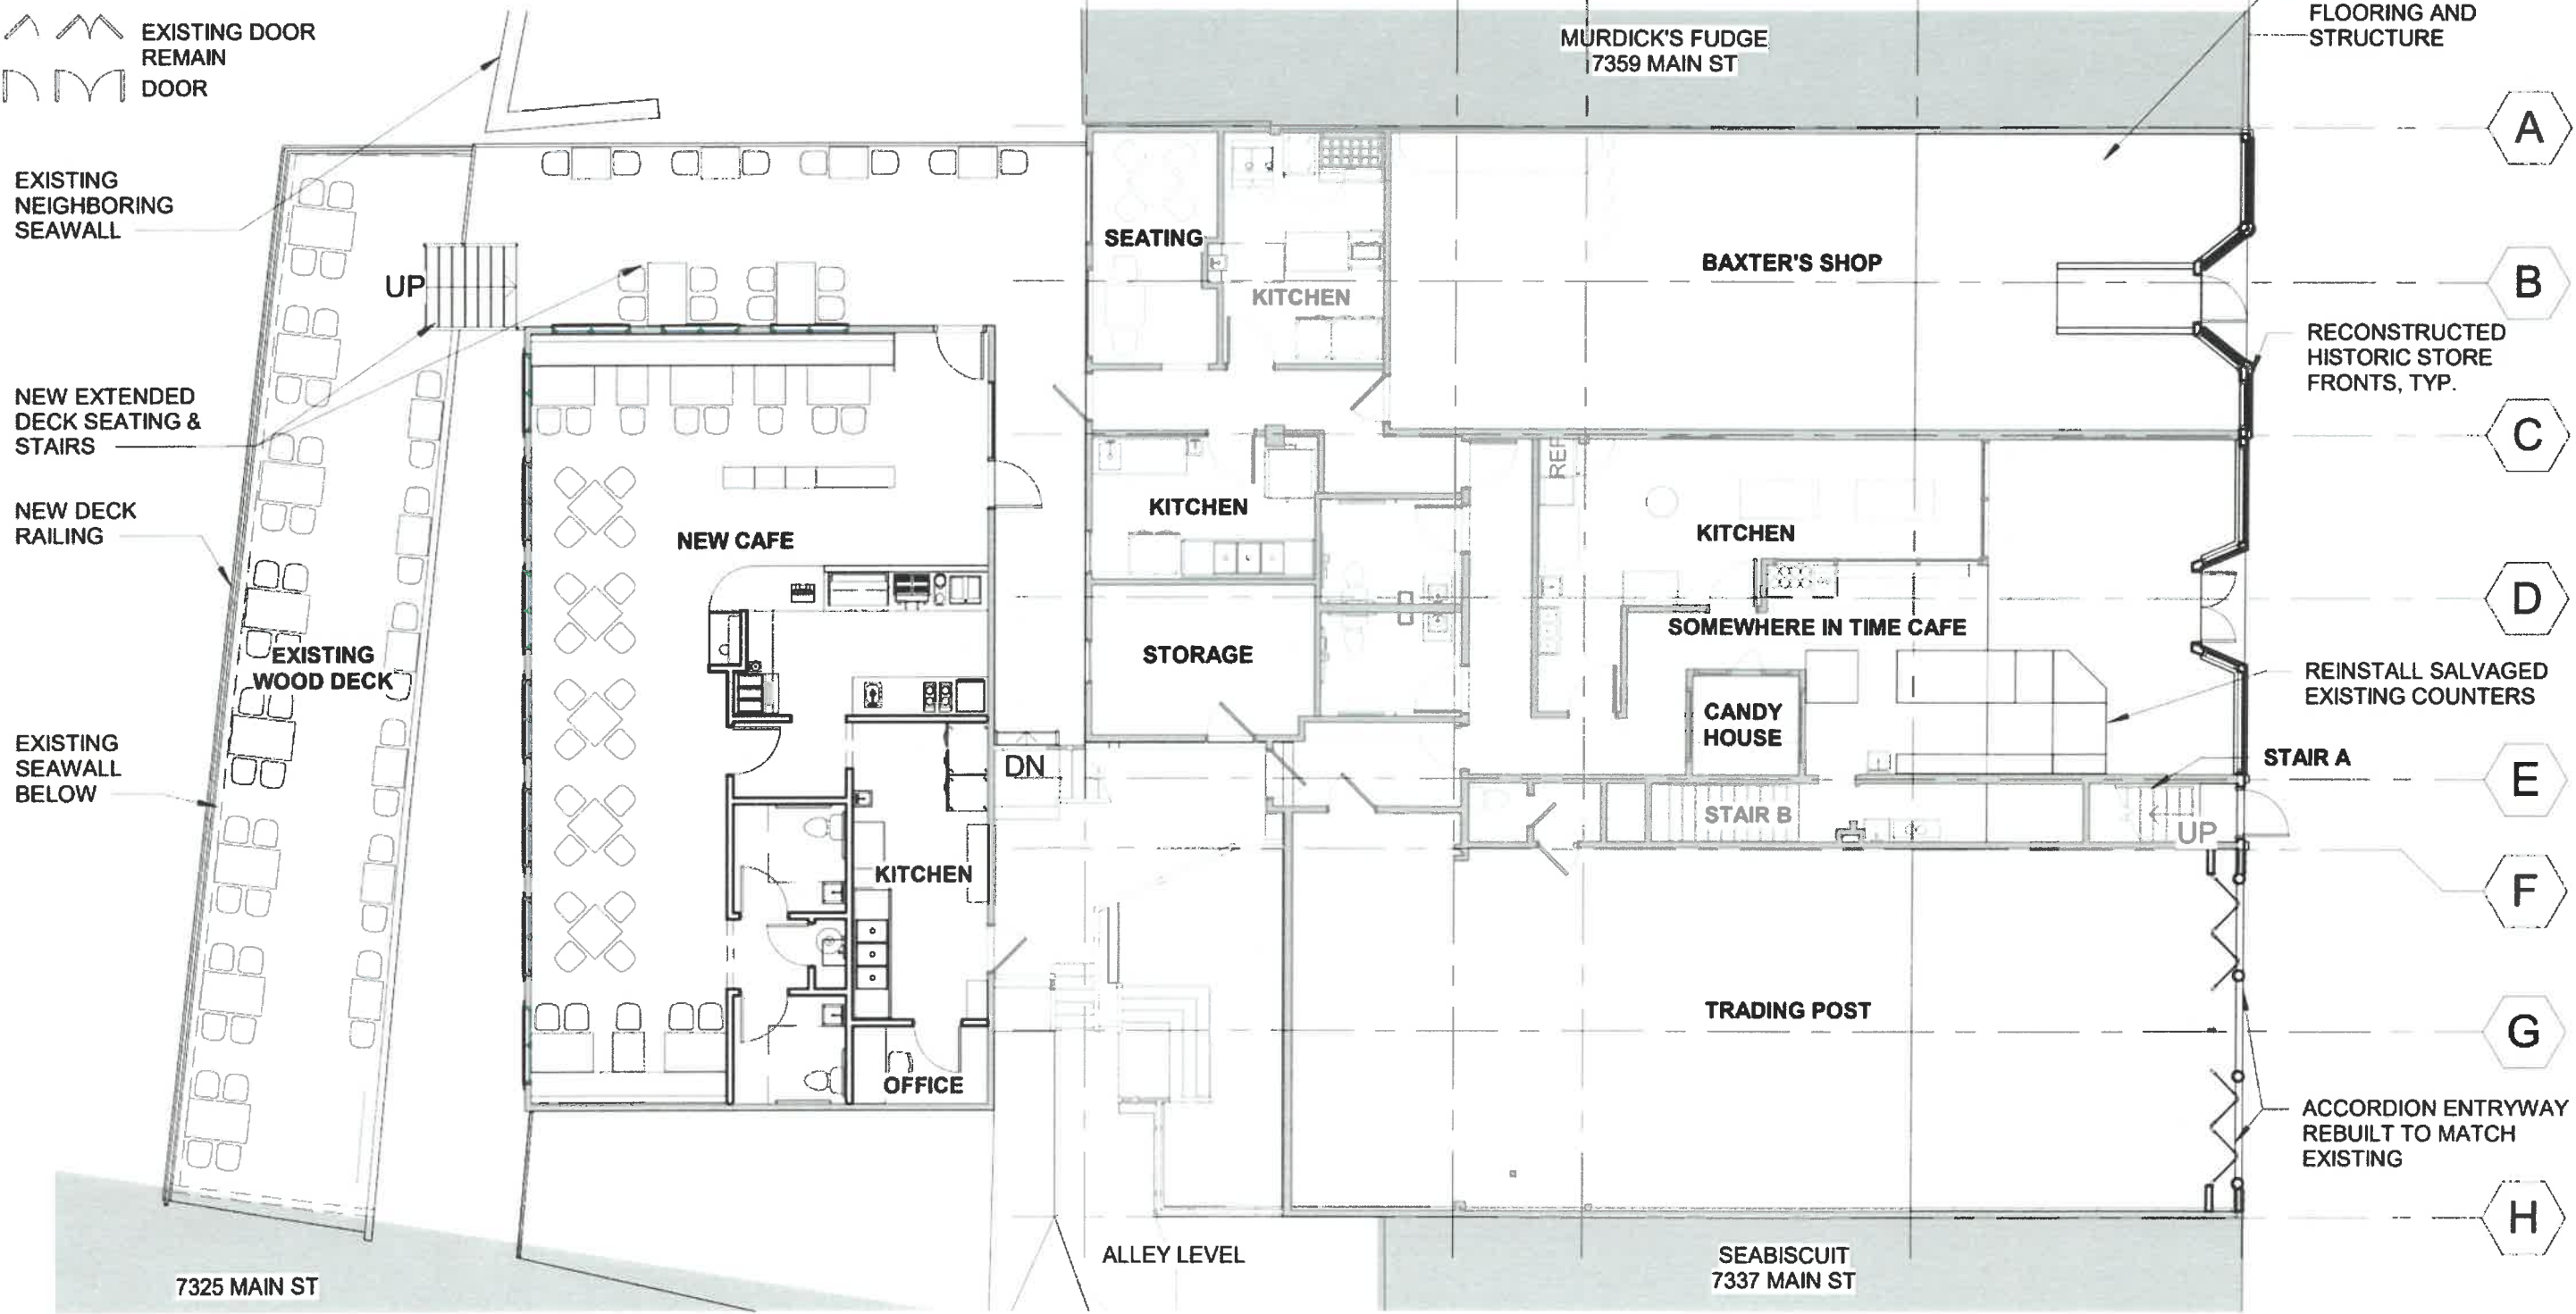 EXISTING DOOR
REMAIN
DOOR
MURDICK'S FUDGE
7359 MAIN ST
FLOORING AND
STRUCTURE
A
EXISTING
NEIGHBORING
SEAWALL
UP
SEATING
KITCHEN
BAXTER'S SHOP
B
RECONSTRUCTED
HISTORIC STORE
FRONTS, TYP.
NEW EXTENDED
DECK SEATING &
STAIRS
C
NEW DECK
RAILING
NEW CAFE
KITCHEN
REF
KITCHEN
D
SOMEWHERE IN TIME CAFE
EXISTING
WOOD DECK
STORAGE
REINSTALL SALVAGED
EXISTING COUNTERS
CANDY
HOUSE
EXISTING
SEAWALL
BELOW
DN
STAIR A
E
STAIR B
UP
KITCHEN
F
TRADING POST
G
OFFICE
ACCORDION ENTRYWAY
REBUILT TO MATCH
EXISTING
H
ALLEY LEVEL
SEABISCUIT
7337 MAIN ST
7325 MAIN ST